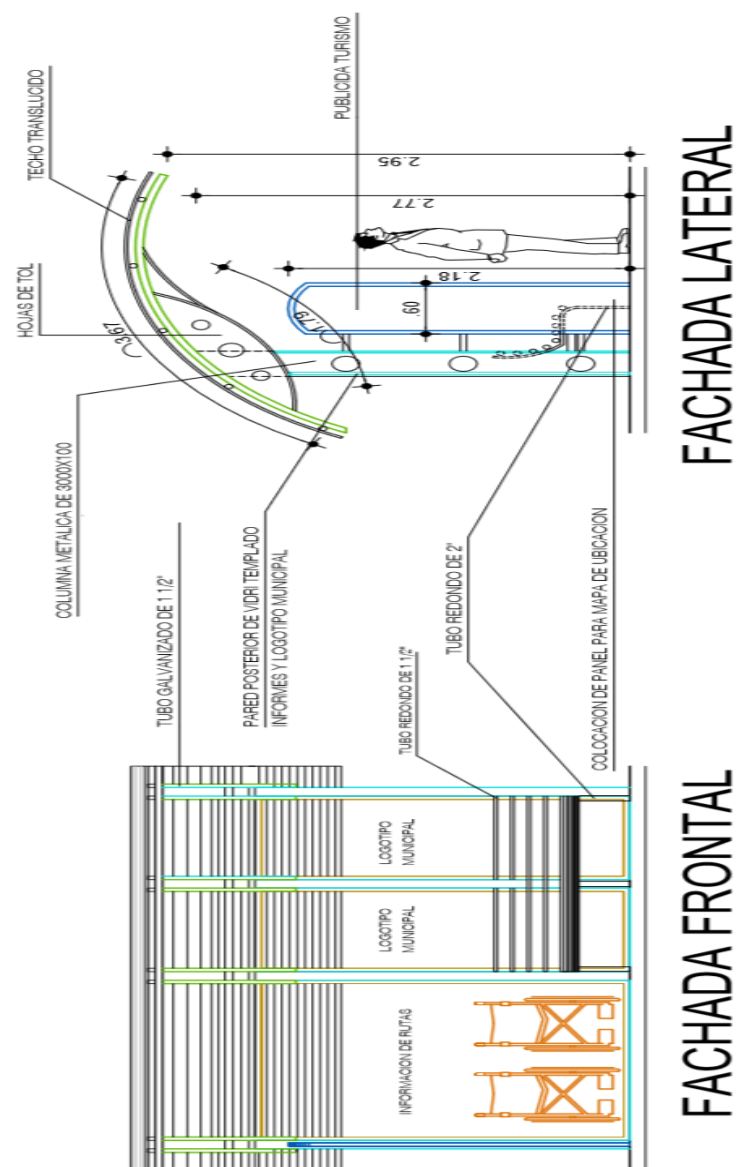 TECHO TRANSLUCIDO
HOJAS DE TOL
COLUMNA METALICA DE 3000X100
TUBO GALVANIZADO DE 1 1/2"
PARED POSTERIOR DE VIDRI TEMPLADO
INFORMES Y LOGOTIPO MUNICIPAL
TUBO REDONDO DE 1 1/2"
TUBO REDONDO DE 2"
COLOCACION DE PANEL PARA MAPA DE UBICACION
PUBLICIDA TURISMO
3.67
1.79
2.95
2.77
2.18
.60
FACHADA LATERAL
LOGOTIPO
MUNICIPAL
LOGOTIPO
MUNICIPAL
INFORMACION DE RUTAS
FACHADA FRONTAL